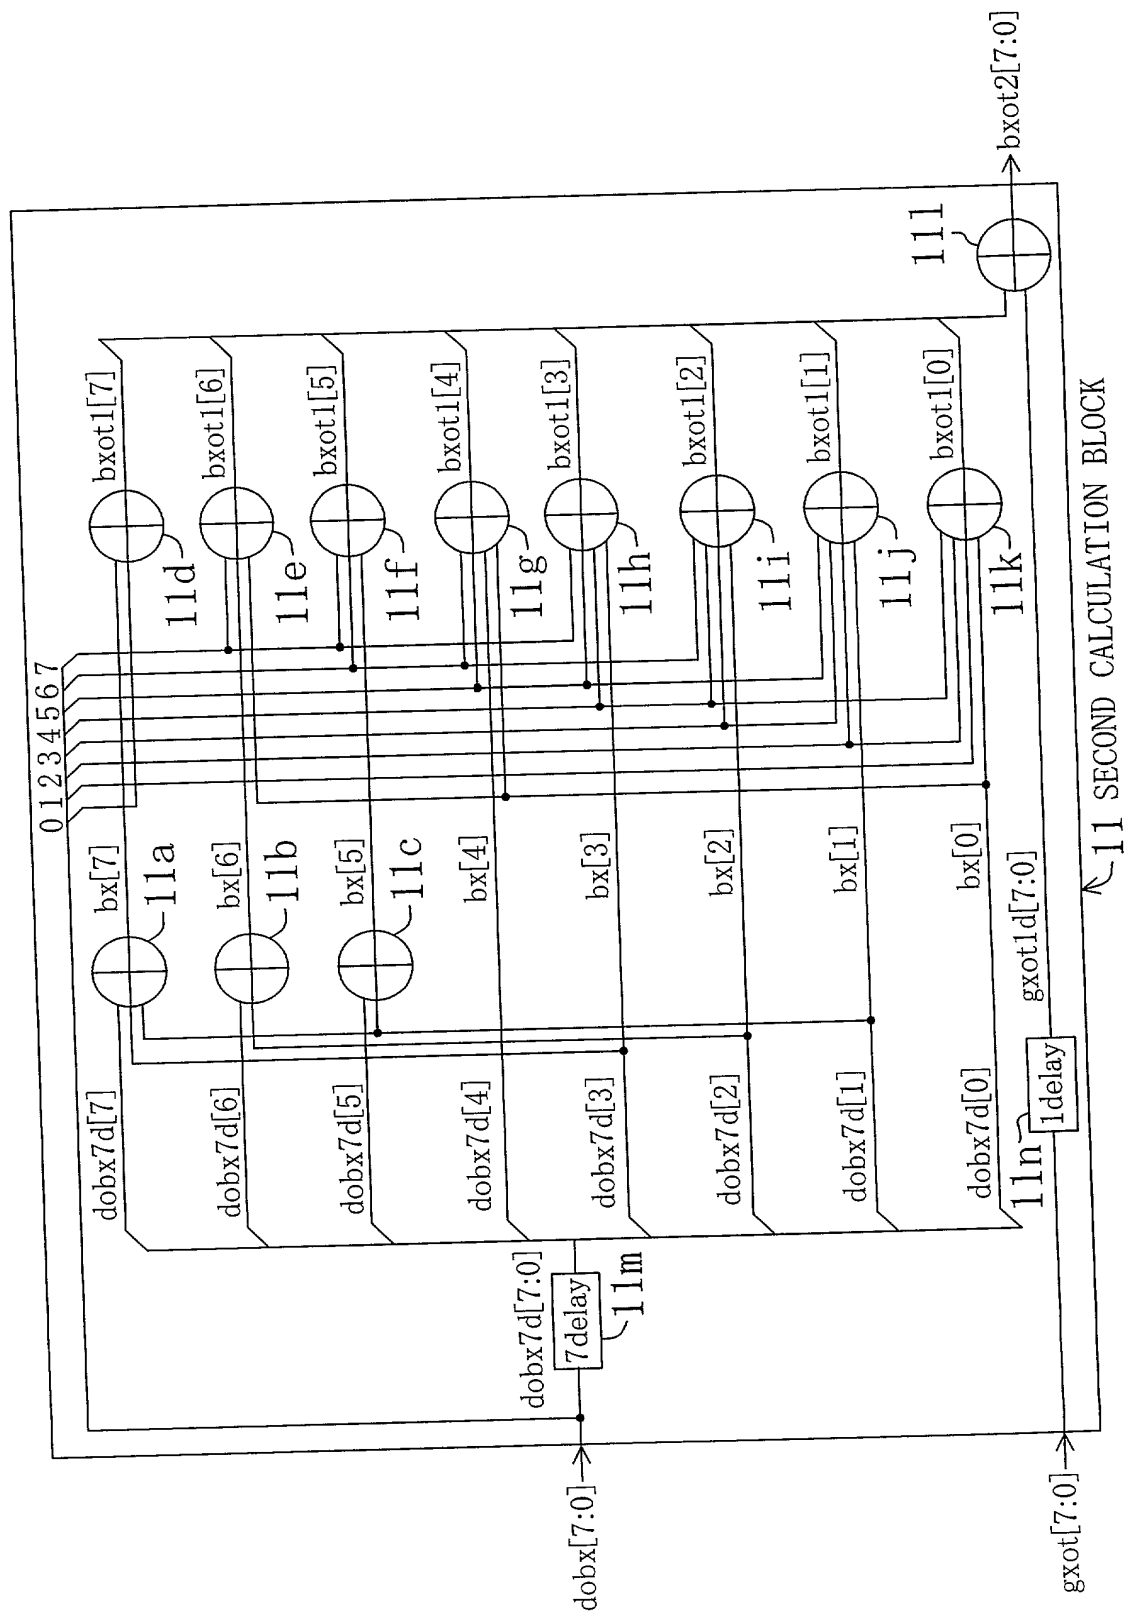 0 1 2 3 4 5 6 7
dobx7d[7]
bx[7]
11a
bxot1[7]
11d
dobx7d[6]
bx[6]
11b
bxot1[6]
11e
dobx7d[5]
bx[5]
11c
bxot1[5]
11f
dobx7d[4]
bx[4]
bxot1[4]
11g
dobx7d[7:0]
7delay
11m
dobx7d[3]
bx[3]
bxot1[3]
11h
dobx[7:0]
dobx7d[2]
bx[2]
bxot1[2]
11i
dobx7d[1]
bx[1]
bxot1[1]
11j
dobx7d[0]
bx[0]
bxot1[0]
11k
11l
bxot2[7:0]
gxot[7:0]
11n
1delay
gxot1d[7:0]
11 SECOND CALCULATION BLOCK